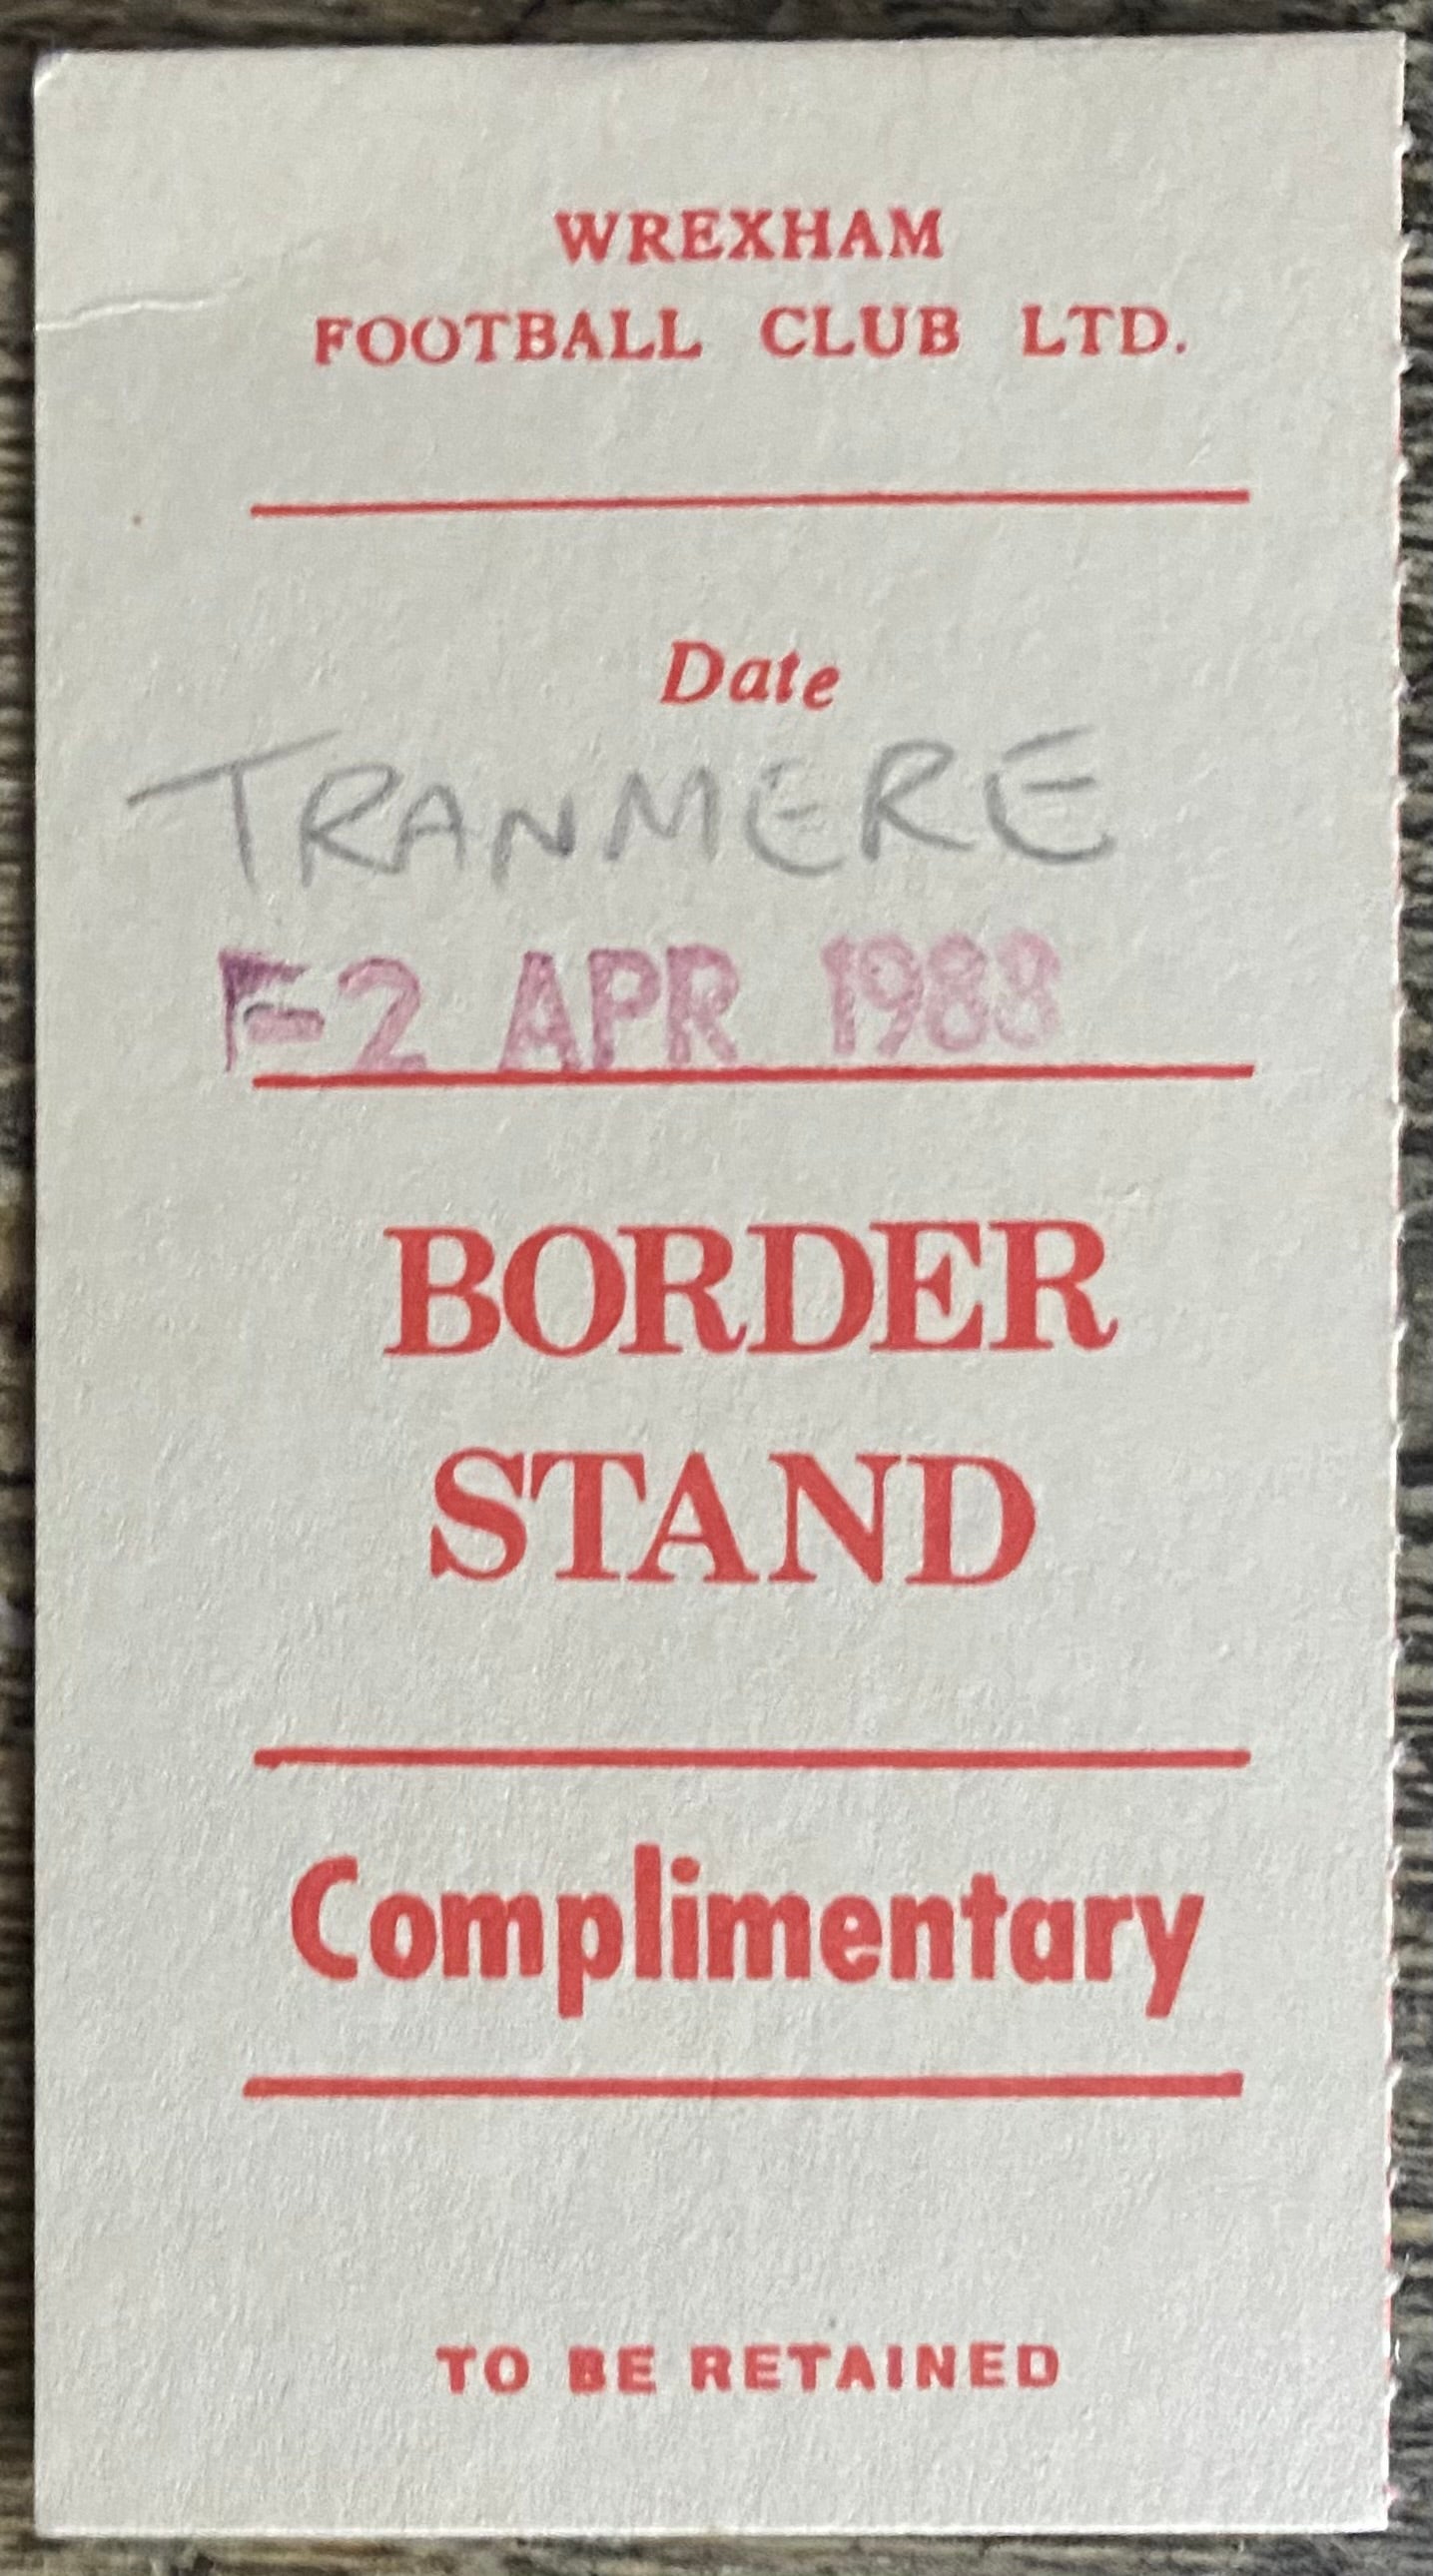 WREXHAM
FOOTBALL CLUB LTD.
Date
TRANMERE
-2 APR 1988
BORDER
STAND
Complimentary
TO BE RETAINED